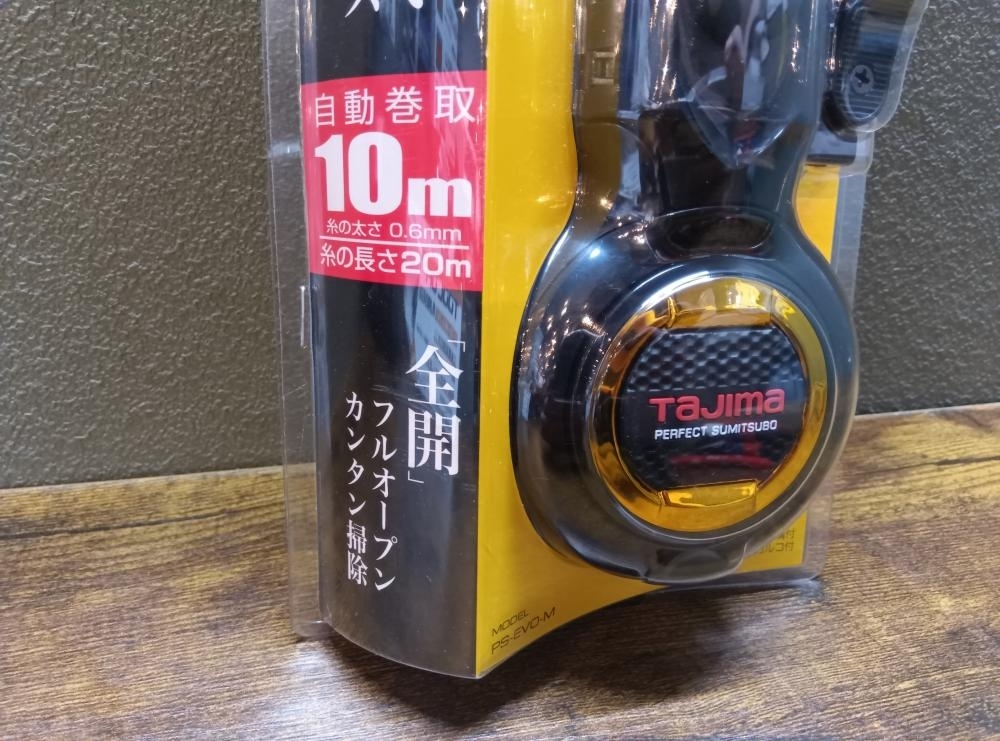 自動巻取
10m
糸の太さ 0.6mm
糸の長さ20m
「全開」
フルオープン
カンタン掃除
TAJIMA
PERFECT SUMITSUBO
MODEL
PS-EVO-M